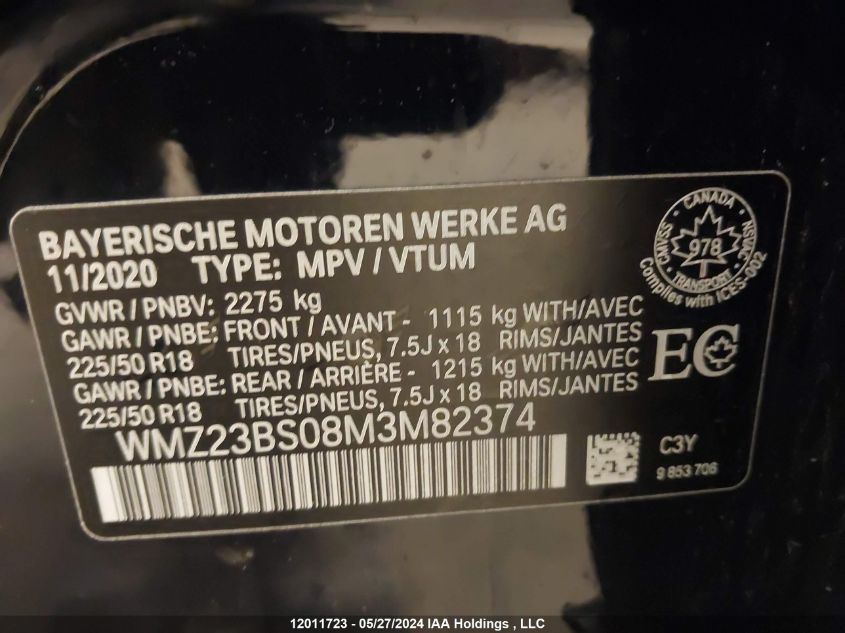 BAYERISCHE MOTOREN WERKE AG
11/2020 TYPE: MPV / VTUM
GVWR / PNBV: 2275 kg
GAWR / PNBE: FRONT / AVANT - 1115 kg WITH/AVEC
225/50 R18 TIRES/PNEUS, 7.5J x 18 RIMS/JANTES
GAWR / PNBE: REAR / ARRIÈRE - 1215 kg WITH/AVEC
225/50 R18 TIRES/PNEUS, 7.5J x 18 RIMS/JANTES
WMZ23BS08M3M82374
CANADA
CMVSS
NSVAC
978
TRANSPORT
Complies with ICES-002
EC
C3Y
9 853 706
12011723 - 05/27/2024 IAA Holdings , LLC